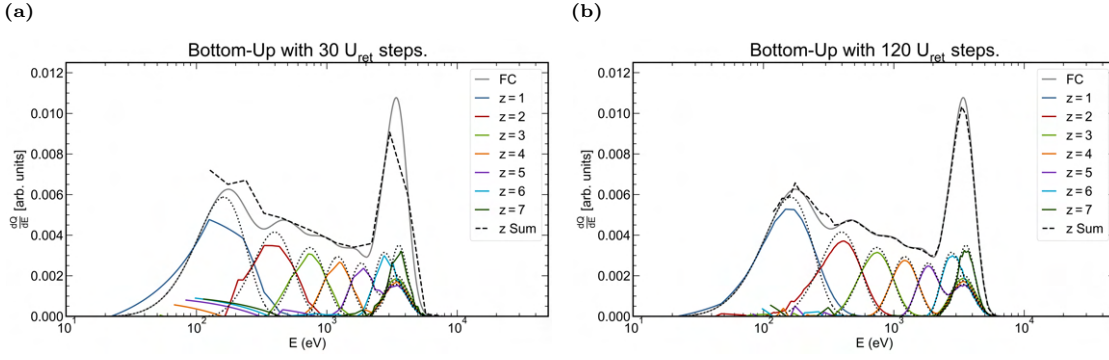 (a)
Bottom-Up with 30 U_ret steps.
0.012
0.010
0.008
0.006
0.004
0.002
0.000
dQ/dE [arb. units]
10^1
10^2
10^3
10^4
E (eV)
FC
z = 1
z = 2
z = 3
z = 4
z = 5
z = 6
z = 7
z Sum
(b)
Bottom-Up with 120 U_ret steps.
0.012
0.010
0.008
0.006
0.004
0.002
0.000
dQ/dE [arb. units]
10^1
10^2
10^3
10^4
E (eV)
FC
z = 1
z = 2
z = 3
z = 4
z = 5
z = 6
z = 7
z Sum